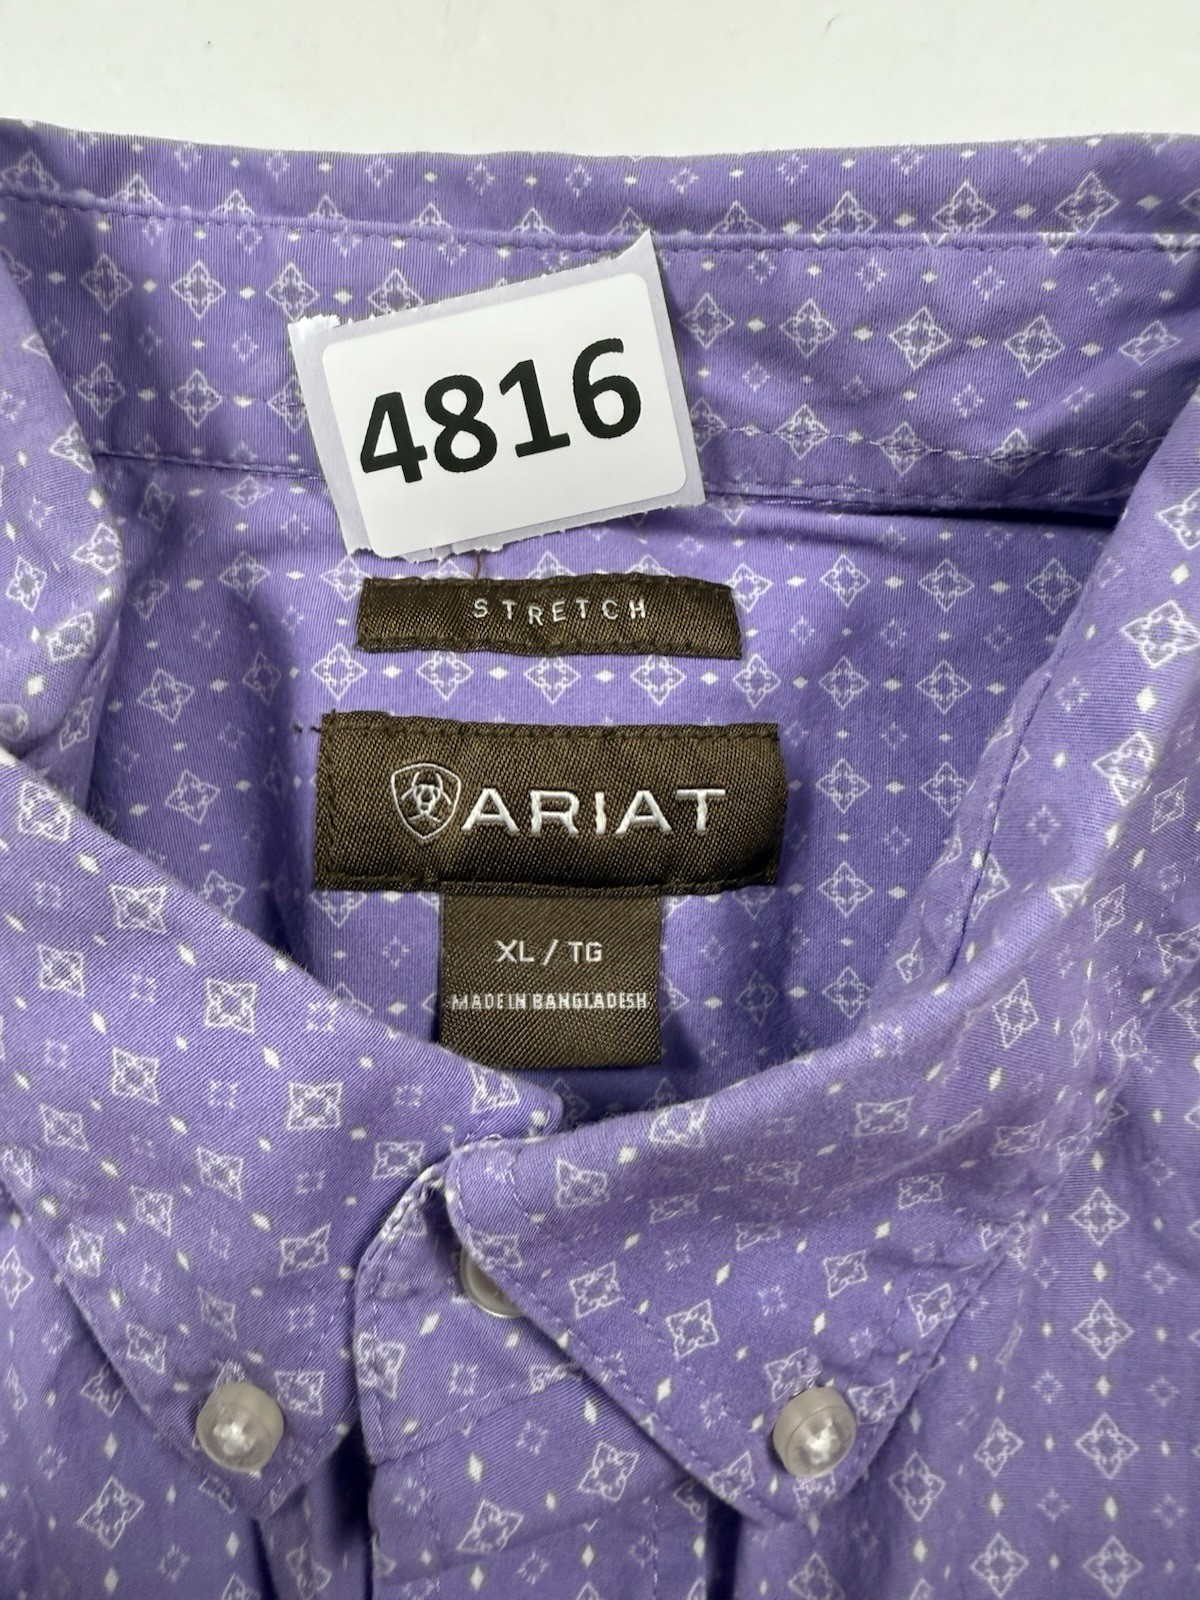 4816
STRETCH
ARIAT
XL / TG
MADE IN BANGLADESH